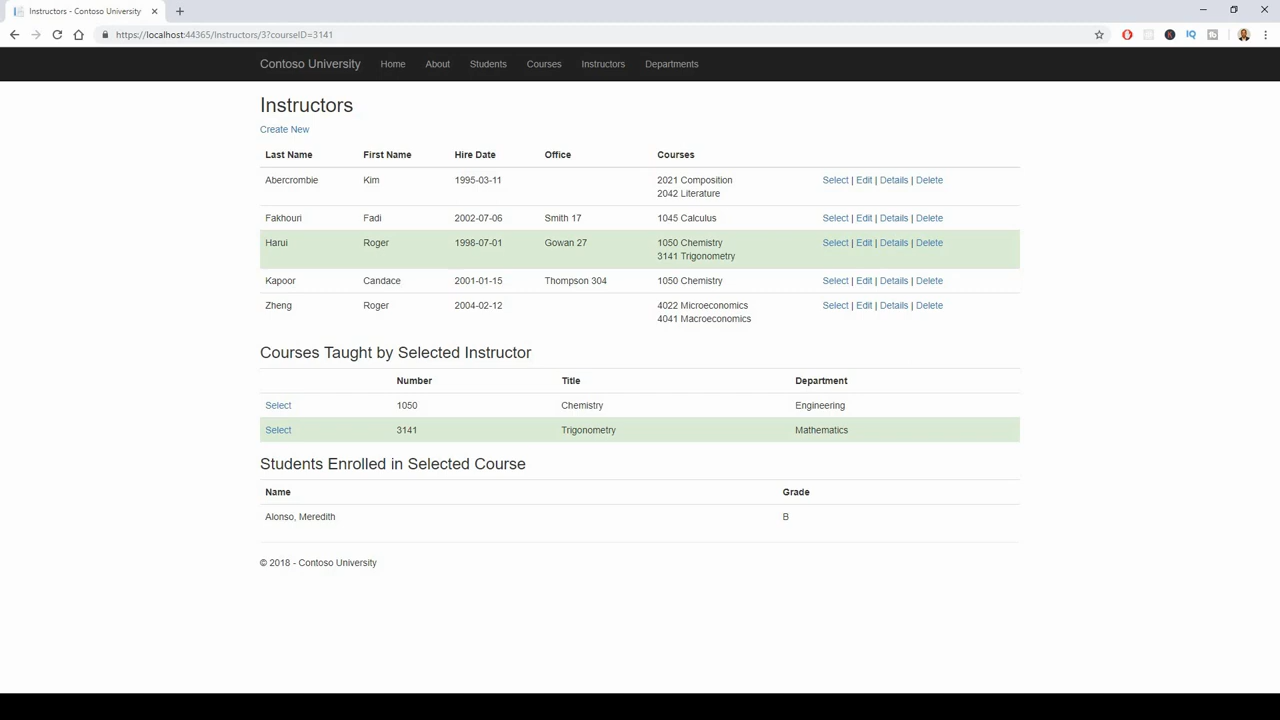 Instructors - Contoso University
https://localhost:44365/Instructors/3?courseID=3141
Contoso University Home About Students Courses Instructors Departments
Instructors
Create New
Last Name First Name Hire Date Office Courses
Abercrombie Kim 1995-03-11 2021 Composition Select | Edit | Details | Delete
2042 Literature
Fakhouri Fadi 2002-07-06 Smith 17 1045 Calculus Select | Edit | Details | Delete
Harui Roger 1998-07-01 Gowan 27 1050 Chemistry Select | Edit | Details | Delete
3141 Trigonometry
Kapoor Candace 2001-01-15 Thompson 304 1050 Chemistry Select | Edit | Details | Delete
Zheng Roger 2004-02-12 4022 Microeconomics Select | Edit | Details | Delete
4041 Macroeconomics
Courses Taught by Selected Instructor
Number Title Department
Select 1050 Chemistry Engineering
Select 3141 Trigonometry Mathematics
Students Enrolled in Selected Course
Name Grade
Alonso, Meredith B
© 2018 - Contoso University